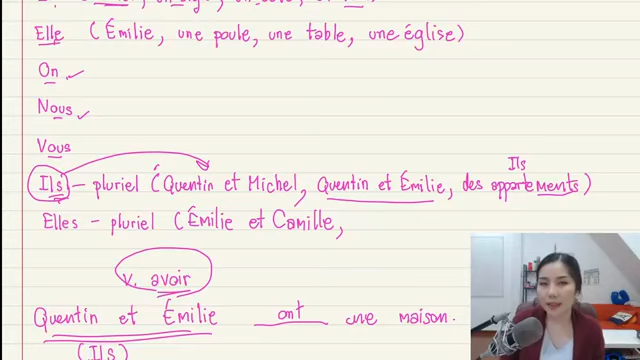 Elle (Émilie, une poule, une table, une église)
On
Nous
Vous
Ils
Ils - pluriel (Quentin et Michel, Quentin et Émilie, des appartements)
Elles - pluriel (Émilie et Camille,
v. avoir
Quentin et Émilie ont une maison.
(Ils)